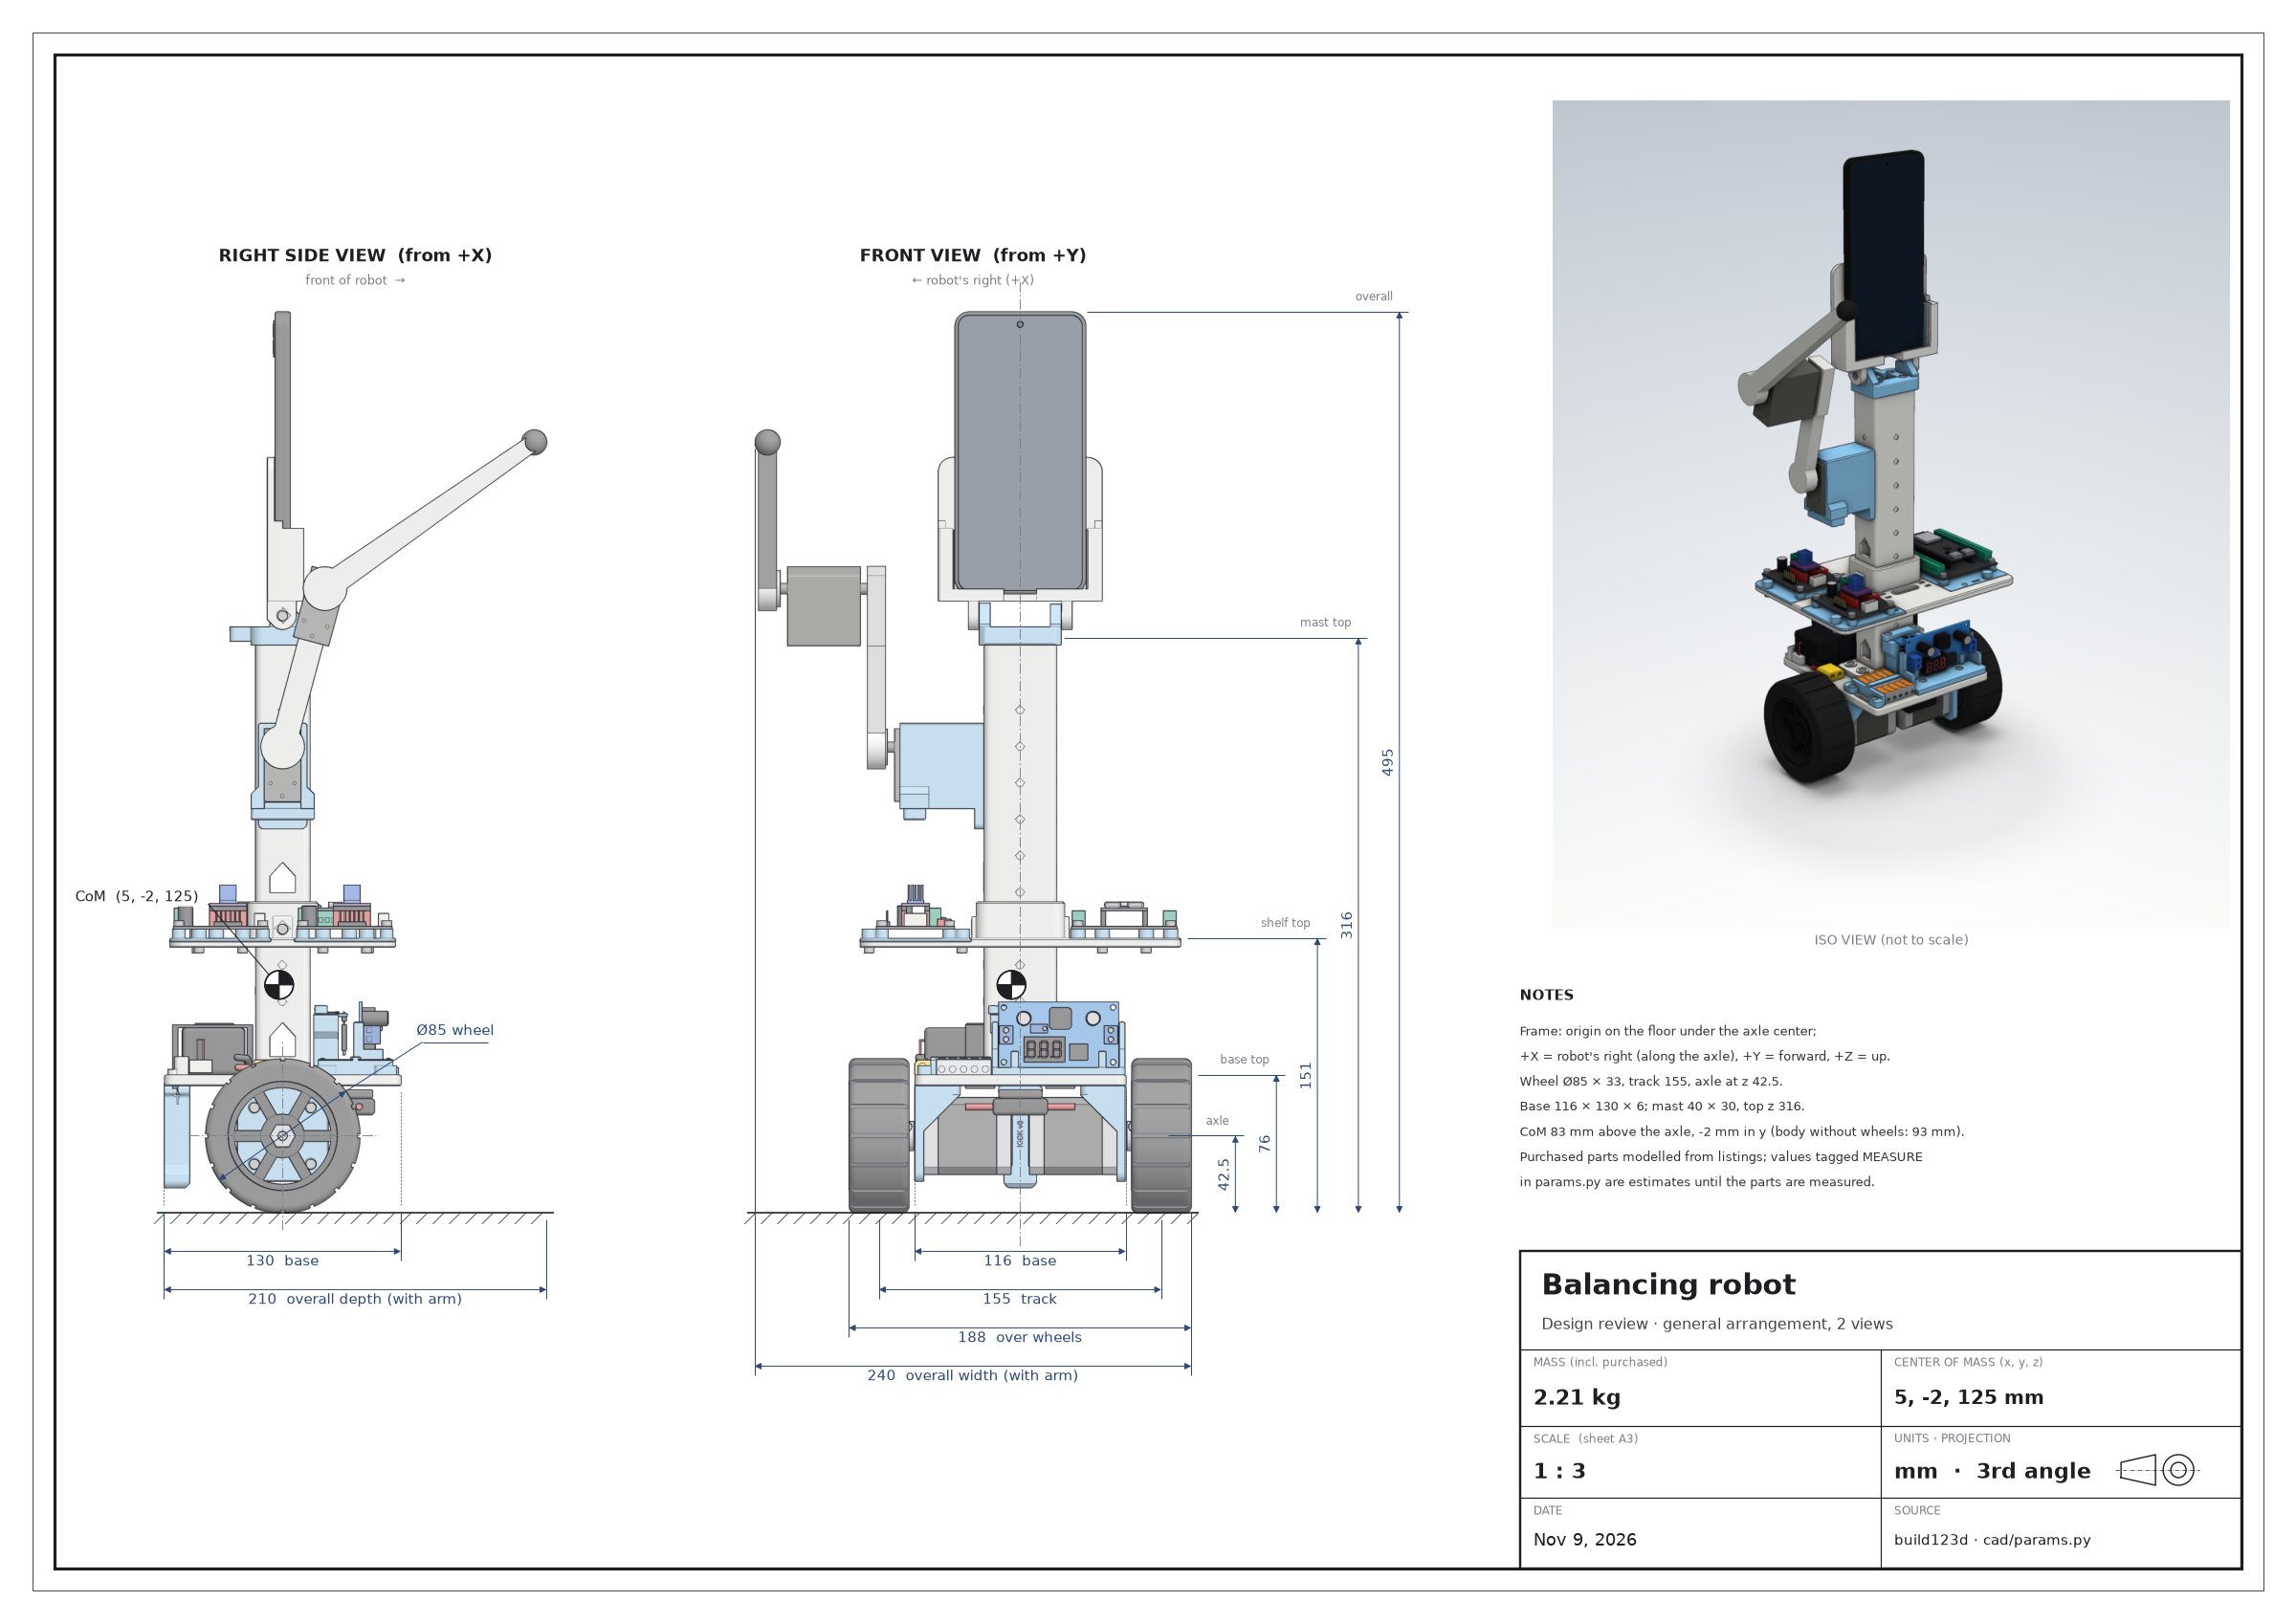 RIGHT SIDE VIEW (from +X)
front of robot →
CoM (5, -2, 125)
Ø85 wheel
130 base
210 overall depth (with arm)
FRONT VIEW (from +Y)
← robot's right (+X)
overall
495
mast top
316
shelf top
151
base top
76
axle
42.5
116 base
155 track
188 over wheels
240 overall width (with arm)
ISO VIEW (not to scale)
NOTES
Frame: origin on the floor under the axle center;
+X = robot's right (along the axle), +Y = forward, +Z = up.
Wheel Ø85 × 33, track 155, axle at z 42.5.
Base 116 × 130 × 6; mast 40 × 30, top z 316.
CoM 83 mm above the axle, -2 mm in y (body without wheels: 93 mm).
Purchased parts modelled from listings; values tagged MEASURE
in params.py are estimates until the parts are measured.
Balancing robot
Design review · general arrangement, 2 views
MASS (incl. purchased)
2.21 kg
CENTER OF MASS (x, y, z)
5, -2, 125 mm
SCALE (sheet A3)
1 : 3
UNITS · PROJECTION
mm · 3rd angle
DATE
Nov 9, 2026
SOURCE
build123d · cad/params.py